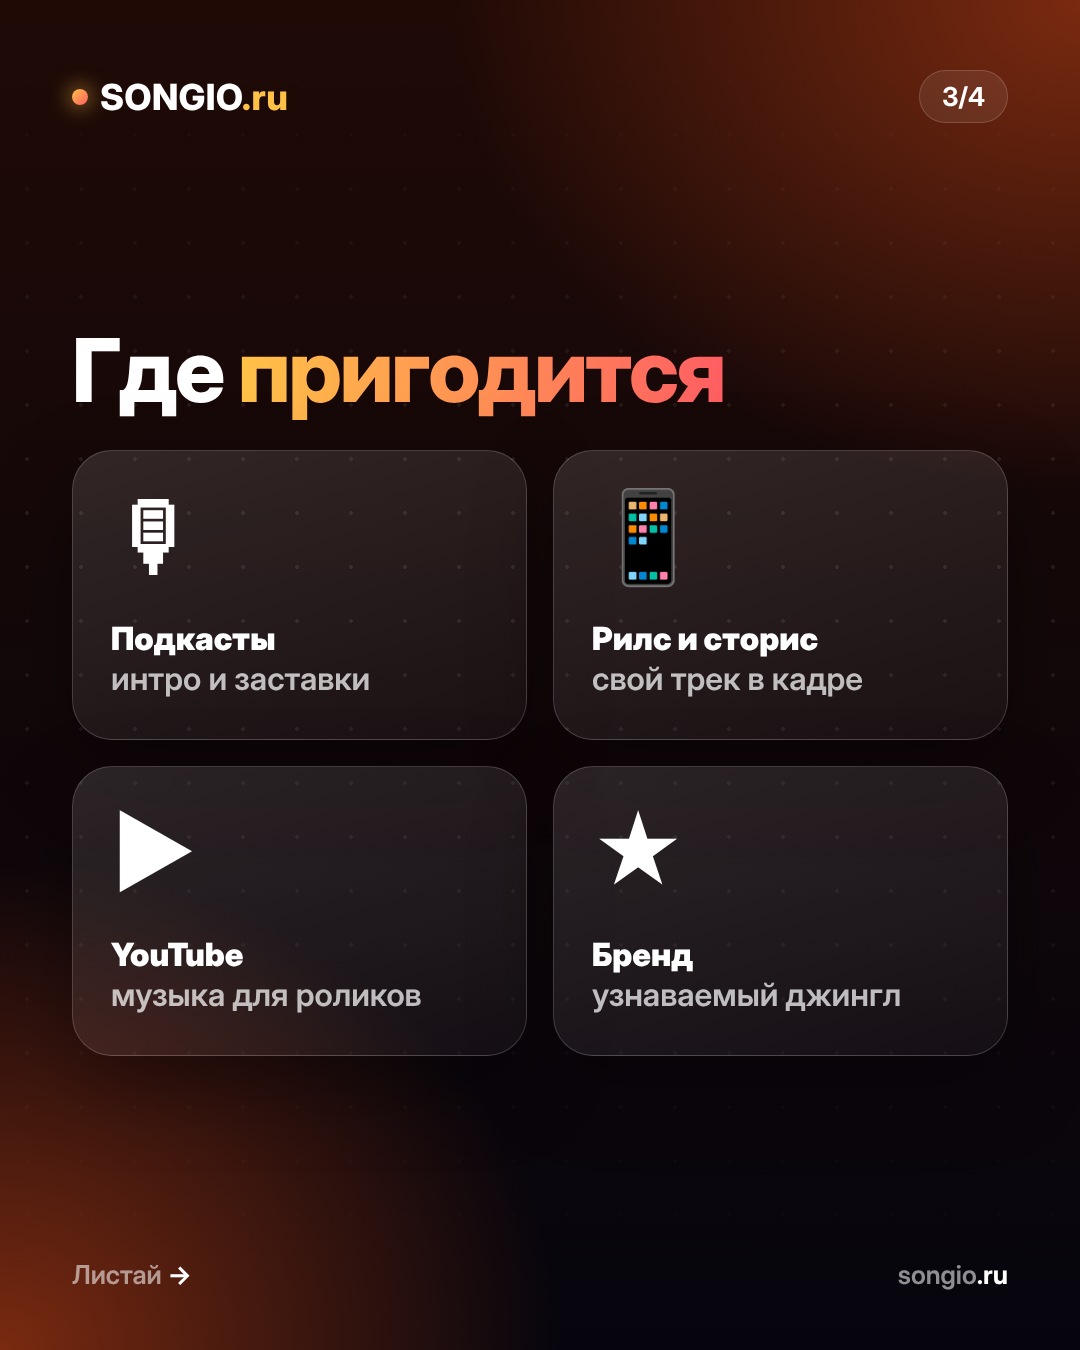 SONGIO.ru
3/4
Где пригодится
Подкасты
интро и заставки
Рилс и сторис
свой трек в кадре
YouTube
музыка для роликов
Бренд
узнаваемый джингл
Листай →
songio.ru